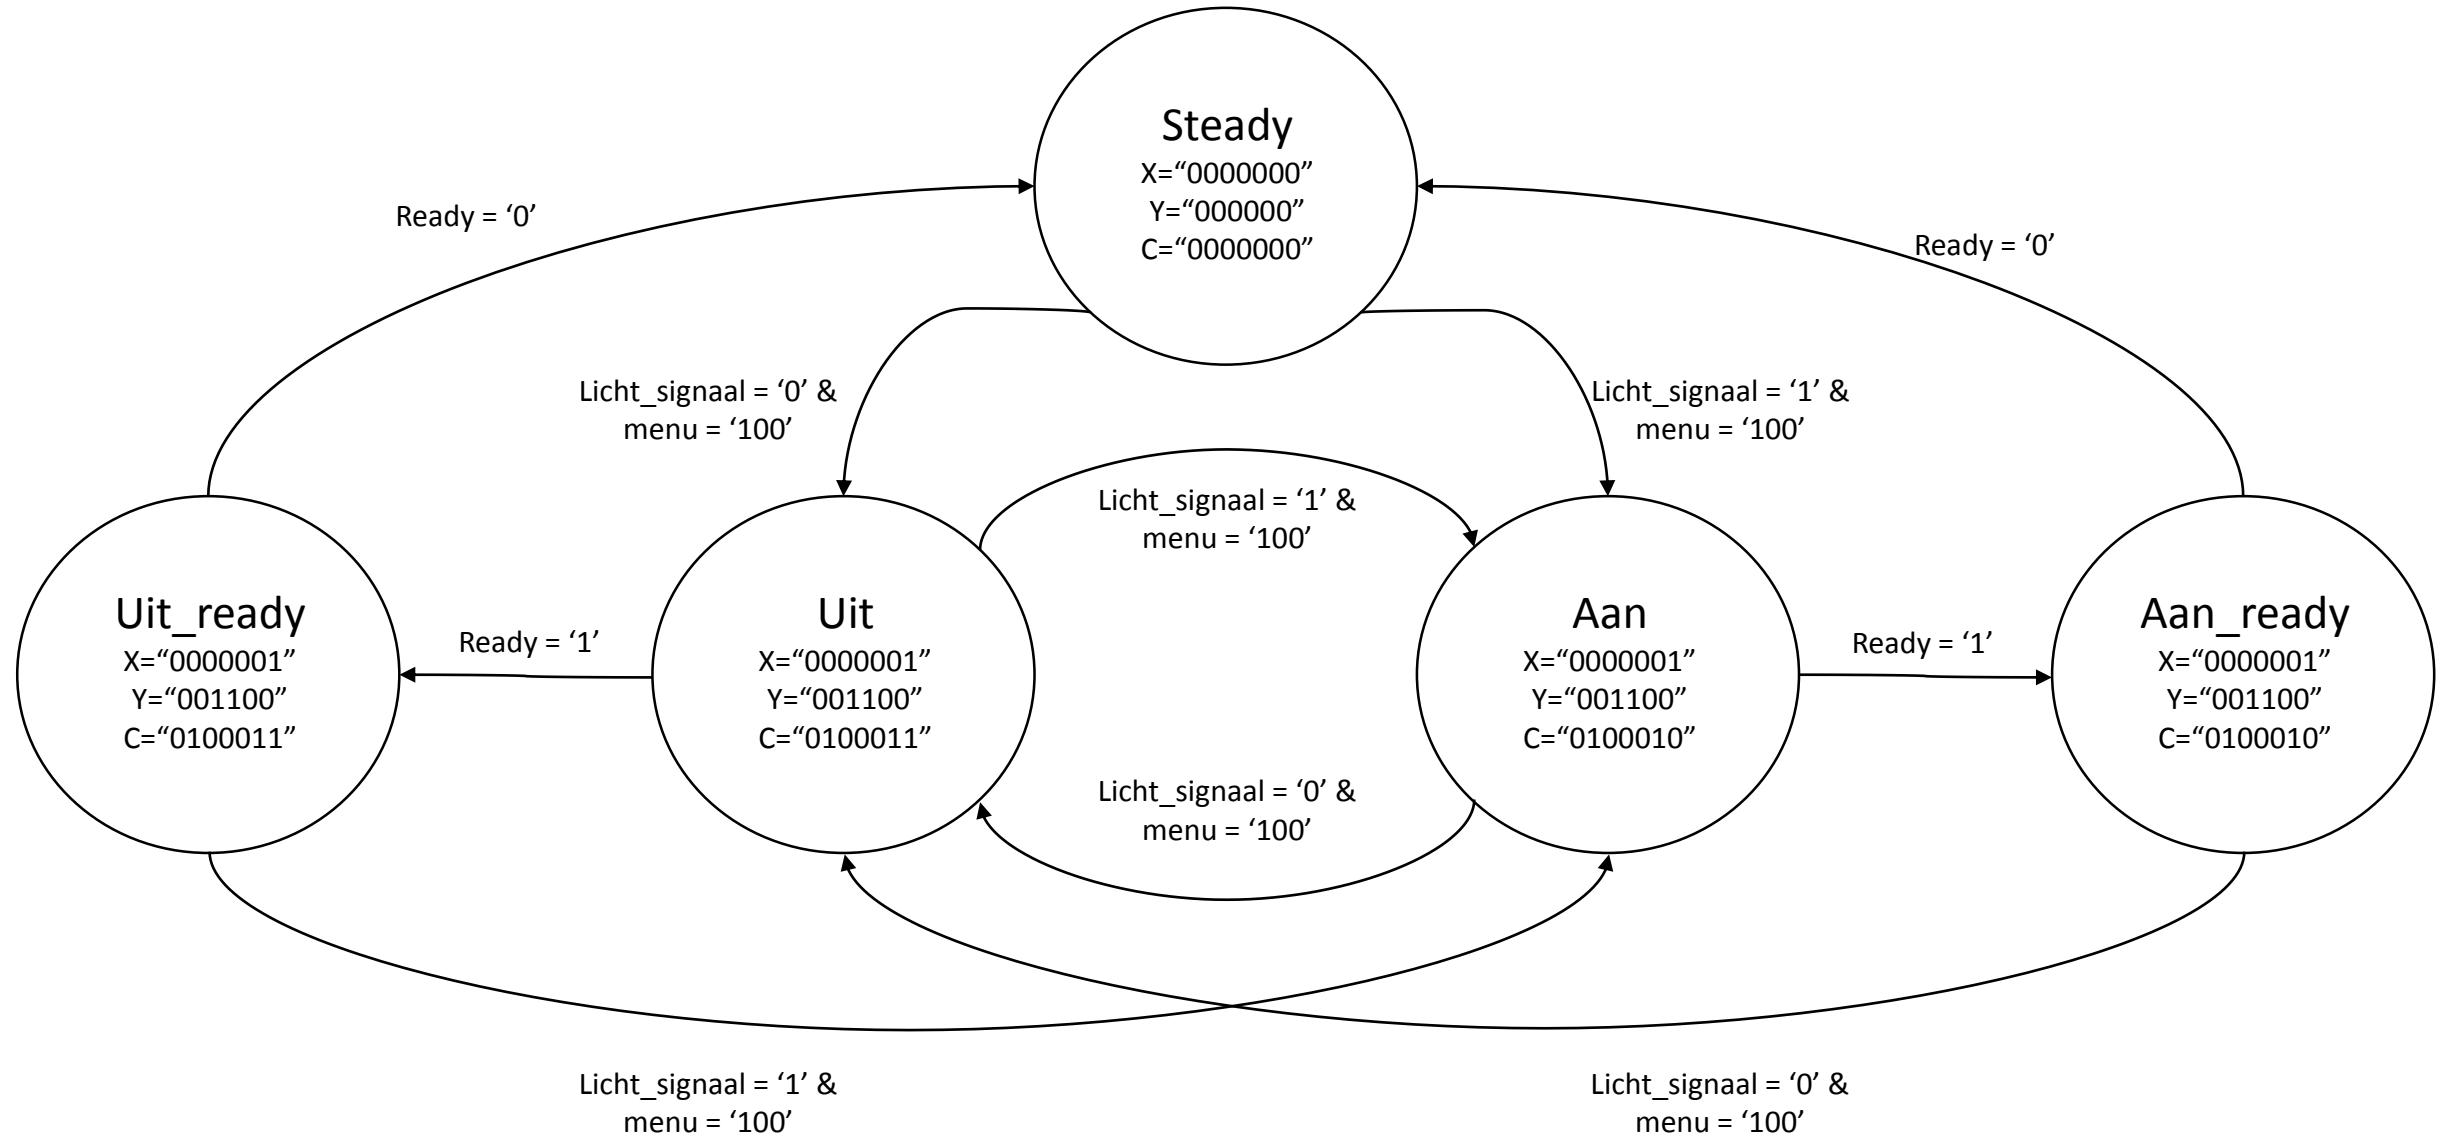 Steady
X=“0000000”
Y=“000000”
C=“0000000”
Ready = ‘0’
Ready = ‘0’
Licht_signaal = ‘0’ &
menu = ‘100’
Licht_signaal = ‘1’ &
menu = ‘100’
Licht_signaal = ‘1’ &
menu = ‘100’
Uit_ready
X=“0000001”
Y=“001100”
C=“0100011”
Ready = ‘1’
Uit
X=“0000001”
Y=“001100”
C=“0100011”
Aan
X=“0000001”
Y=“001100”
C=“0100010”
Ready = ‘1’
Aan_ready
X=“0000001”
Y=“001100”
C=“0100010”
Licht_signaal = ‘0’ &
menu = ‘100’
Licht_signaal = ‘1’ &
menu = ‘100’
Licht_signaal = ‘0’ &
menu = ‘100’